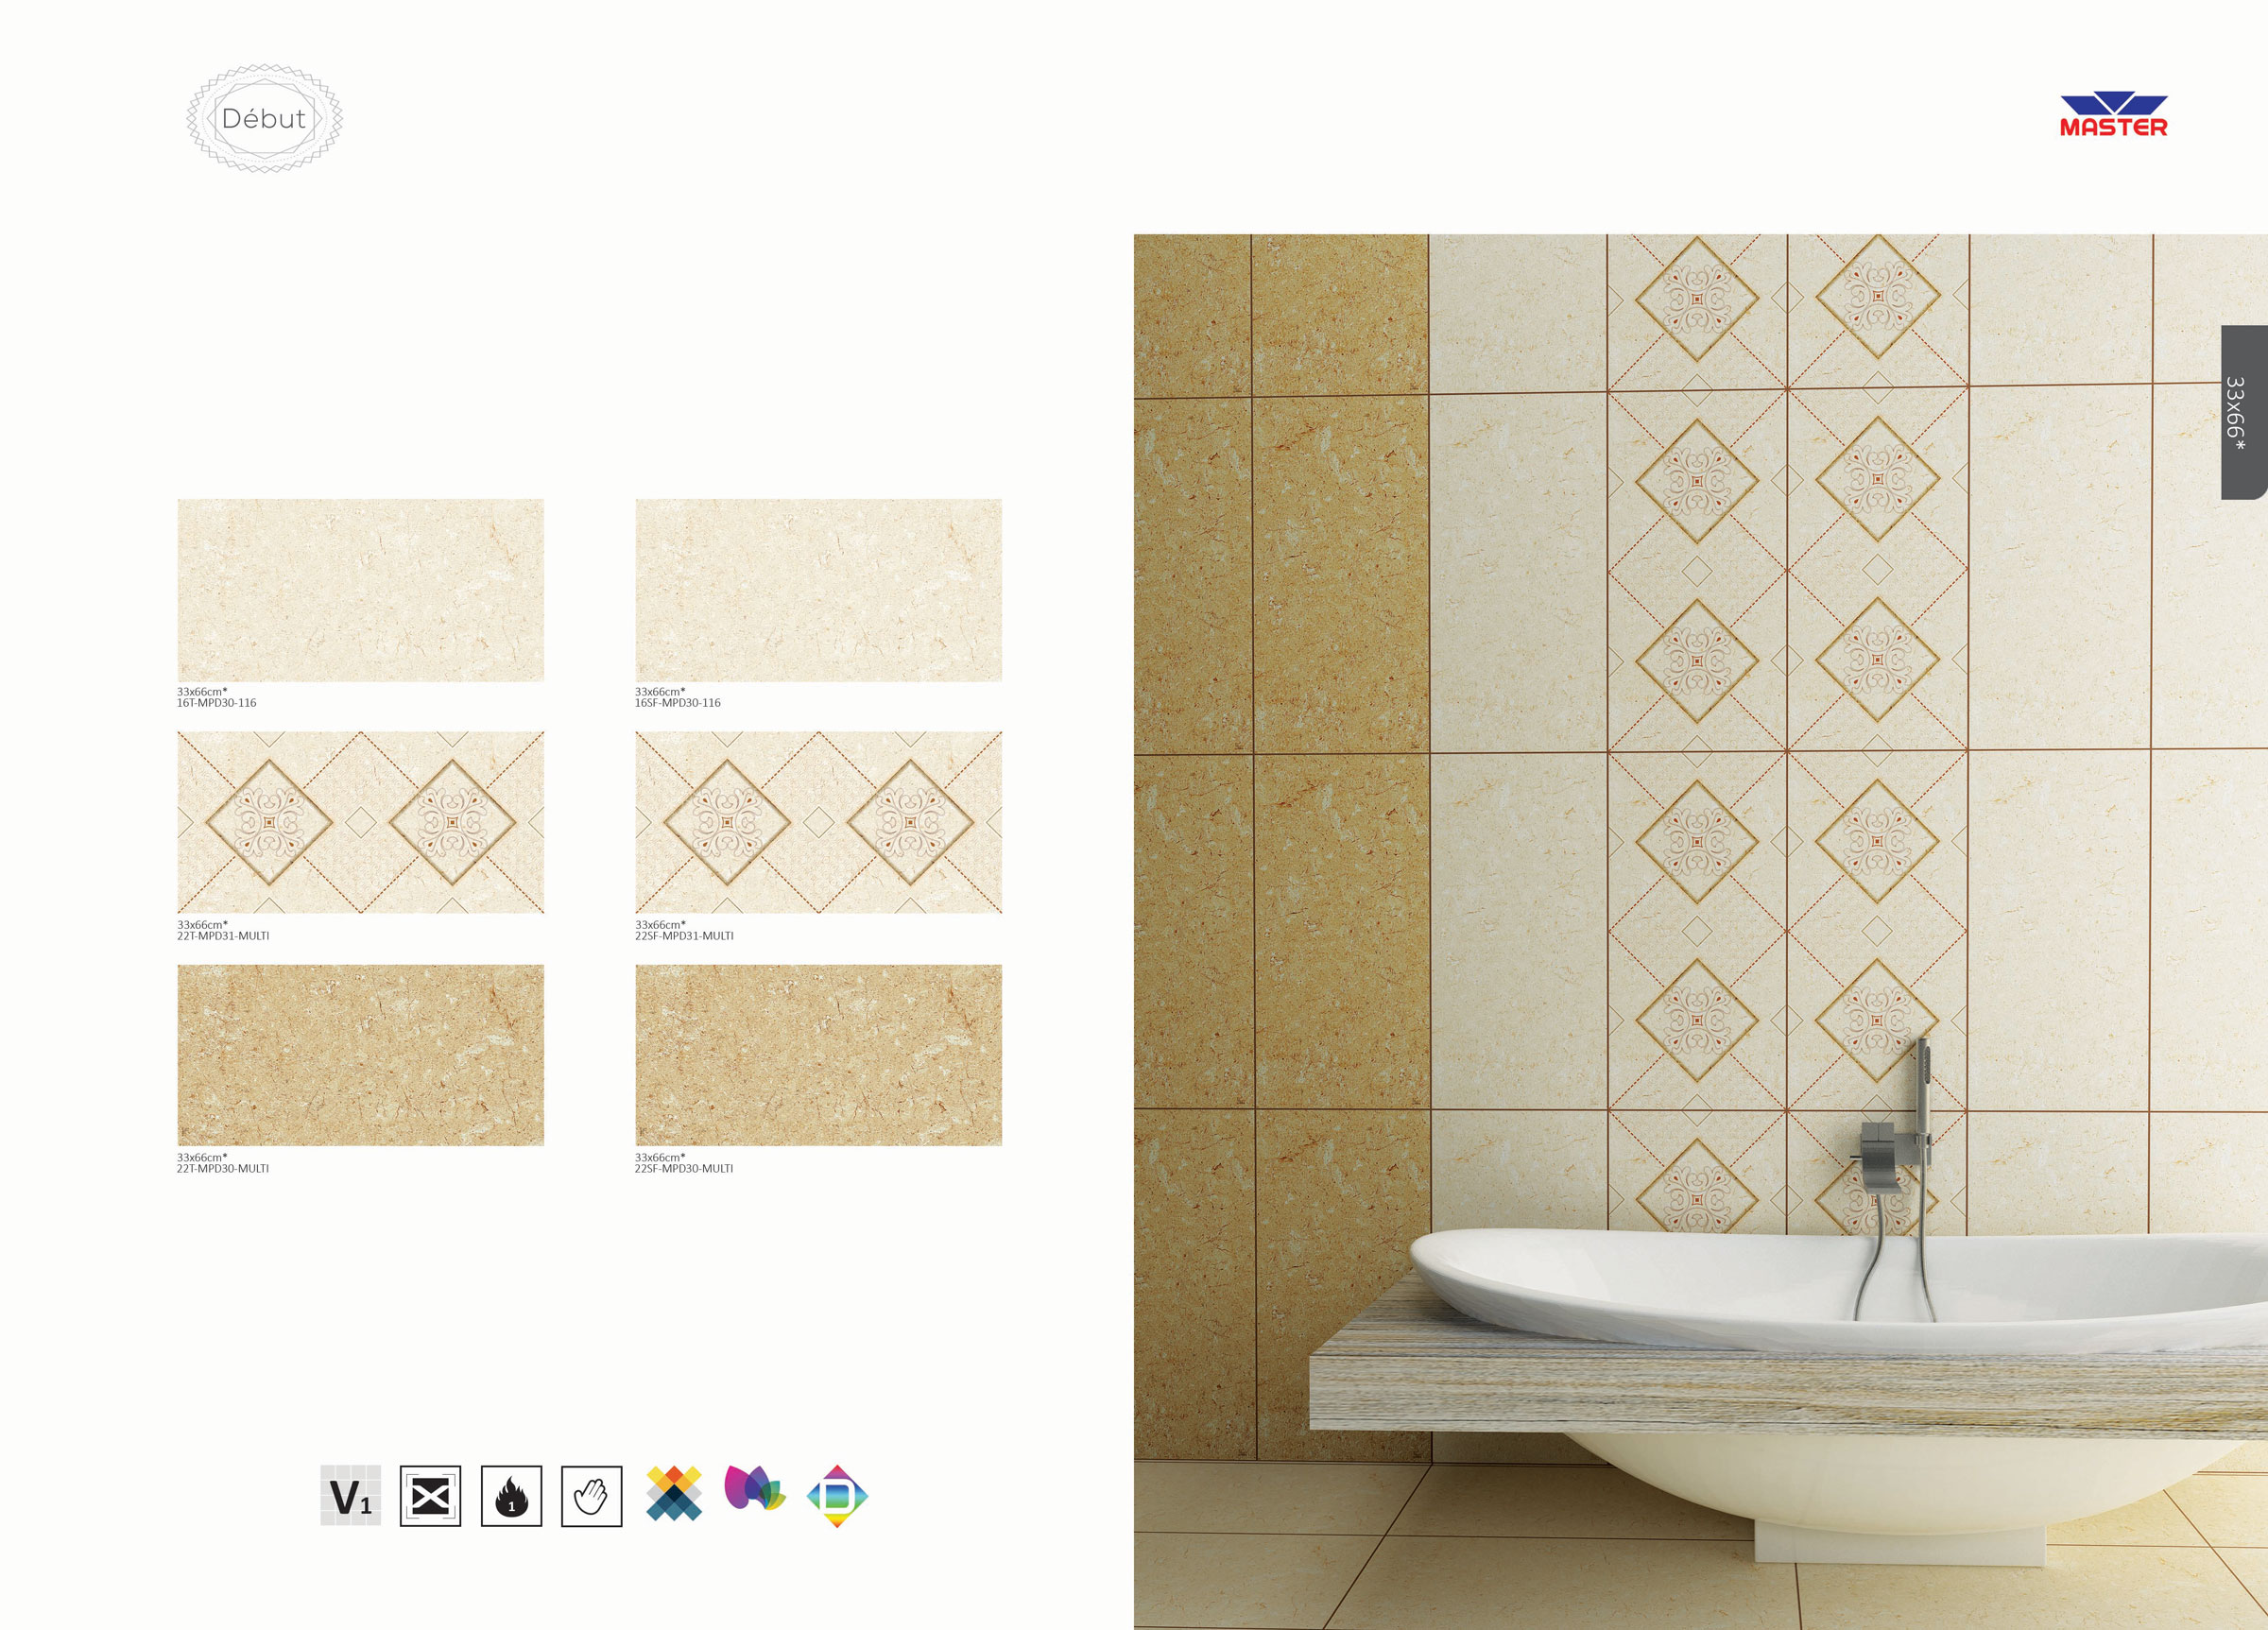 Début
MASTER
33x66*
33x66cm*
16T-MPD30-116
33x66cm*
16SF-MPD30-116
33x66cm*
22T-MPD31-MULTI
33x66cm*
22SF-MPD31-MULTI
33x66cm*
22T-MPD30-MULTI
33x66cm*
22SF-MPD30-MULTI
V1
1
D